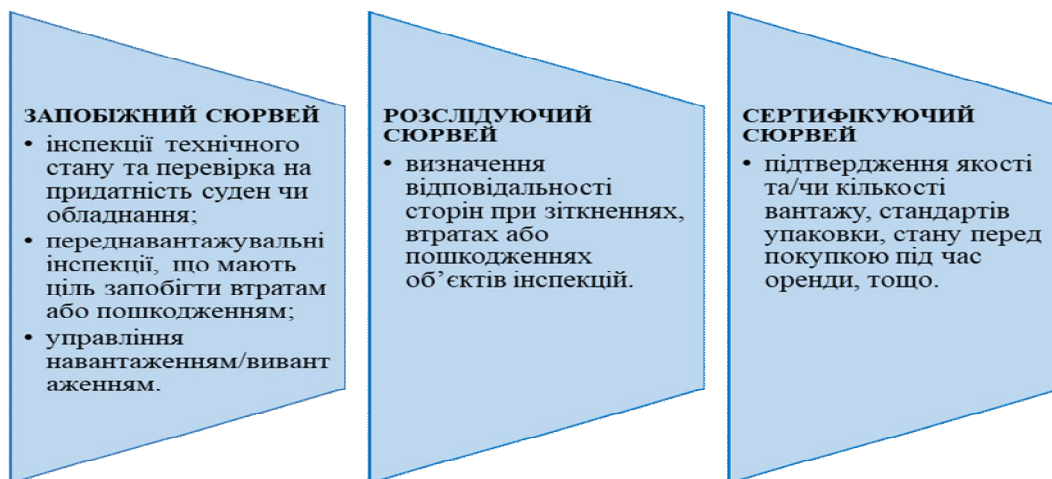 ЗАПОБІЖНИЙ СЮРВЕЙ
• інспекції технічного
стану та перевірка на
придатність суден чи
обладнання;
• переднавантажувальні
інспекції, що мають
ціль запобігти втратам
або пошкодженням;
• управління
навантаженням/вивант
аженням.
РОЗСЛІДУЮЧИЙ
СЮРВЕЙ
• визначення
відповідальності
сторін при зіткненнях,
втратах або
пошкодженнях
об’єктів інспекцій.
СЕРТИФІКУЮЧИЙ
СЮРВЕЙ
• підтвердження якості
та/чи кількості
вантажу, стандартів
упаковки, стану перед
покупкою під час
оренди, тощо.